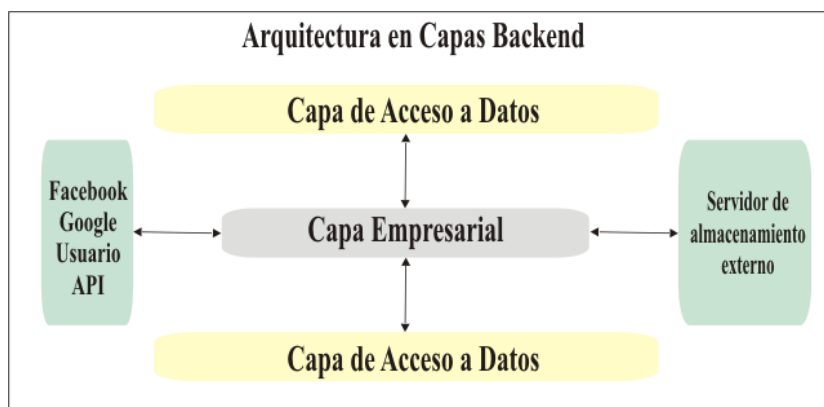 Arquitectura en Capas Backend
Capa de Acceso a Datos
Facebook
Google
Usuario
API
Capa Empresarial
Servidor de
almacenamiento
externo
Capa de Acceso a Datos